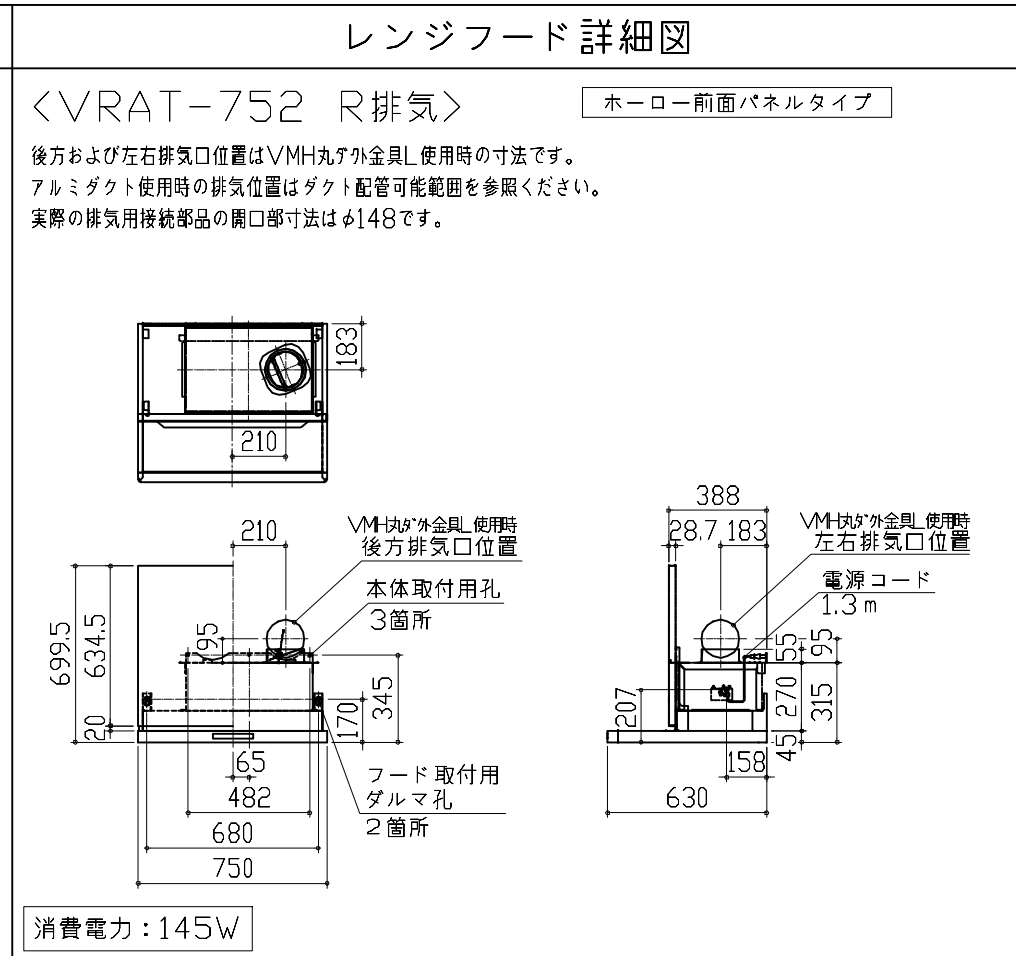 レンジフード詳細図
<VRAT-752 R排気>
ホーロー前面パネルタイプ
後方および左右排気口位置はVMH丸ﾀﾞｸﾄ金具L使用時の寸法です。
アルミダクト使用時の排気位置はダクト配管可能範囲を参照ください。
実際の排気用接続部品の開口部寸法はφ148です。
183
210
210
VMH丸ﾀﾞｸﾄ金具L使用時
後方排気口位置
本体取付用孔
3箇所
95
699.5
634.5
20
345
170
65
482
680
750
フード取付用
ダルマ孔
2箇所
388
28.7
183
VMH丸ﾀﾞｸﾄ金具L使用時
左右排気口位置
電源コード
1.3m
55
95
207
270
315
45
158
630
消費電力:145W